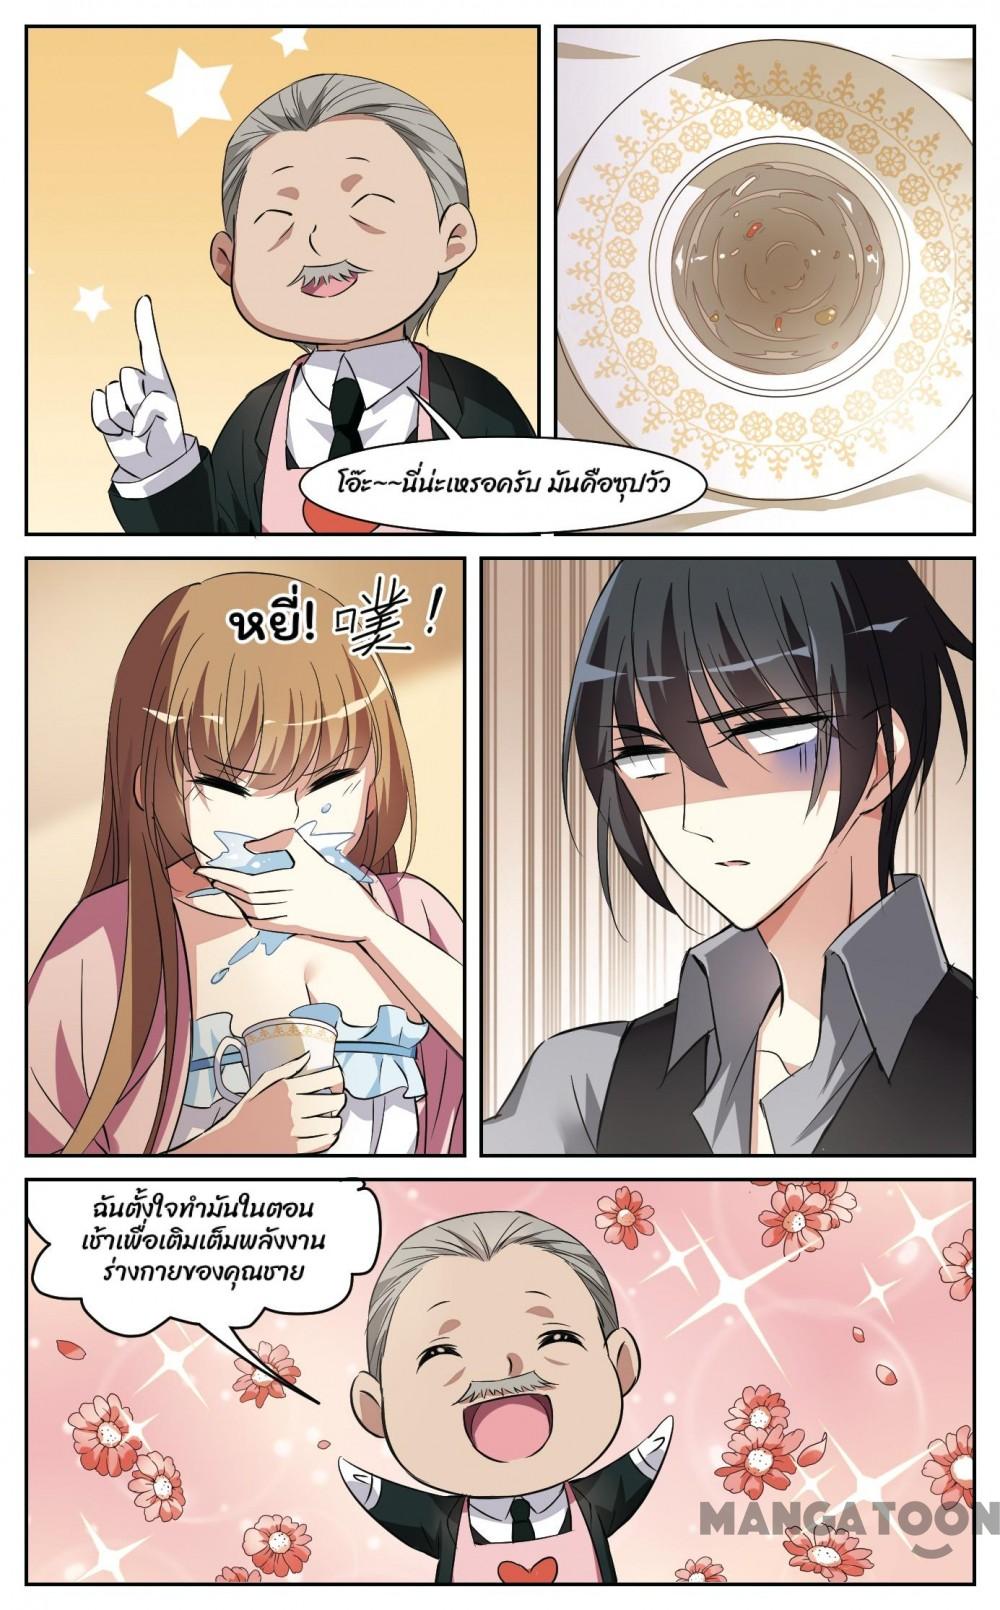 โอ๊ะ~~นี่น่ะเหรอครับ มันคือซุปวัว
หยี่! 噗!
ฉันตั้งใจทำมันในตอน
เช้าเพื่อเติมเต็มพลังงาน
ร่างกายของคุณชาย
MANGATOON